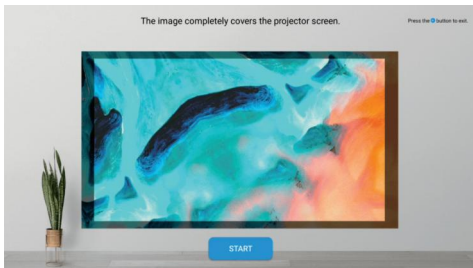 The image completely covers the projector screen.
Press the button to exit.
START